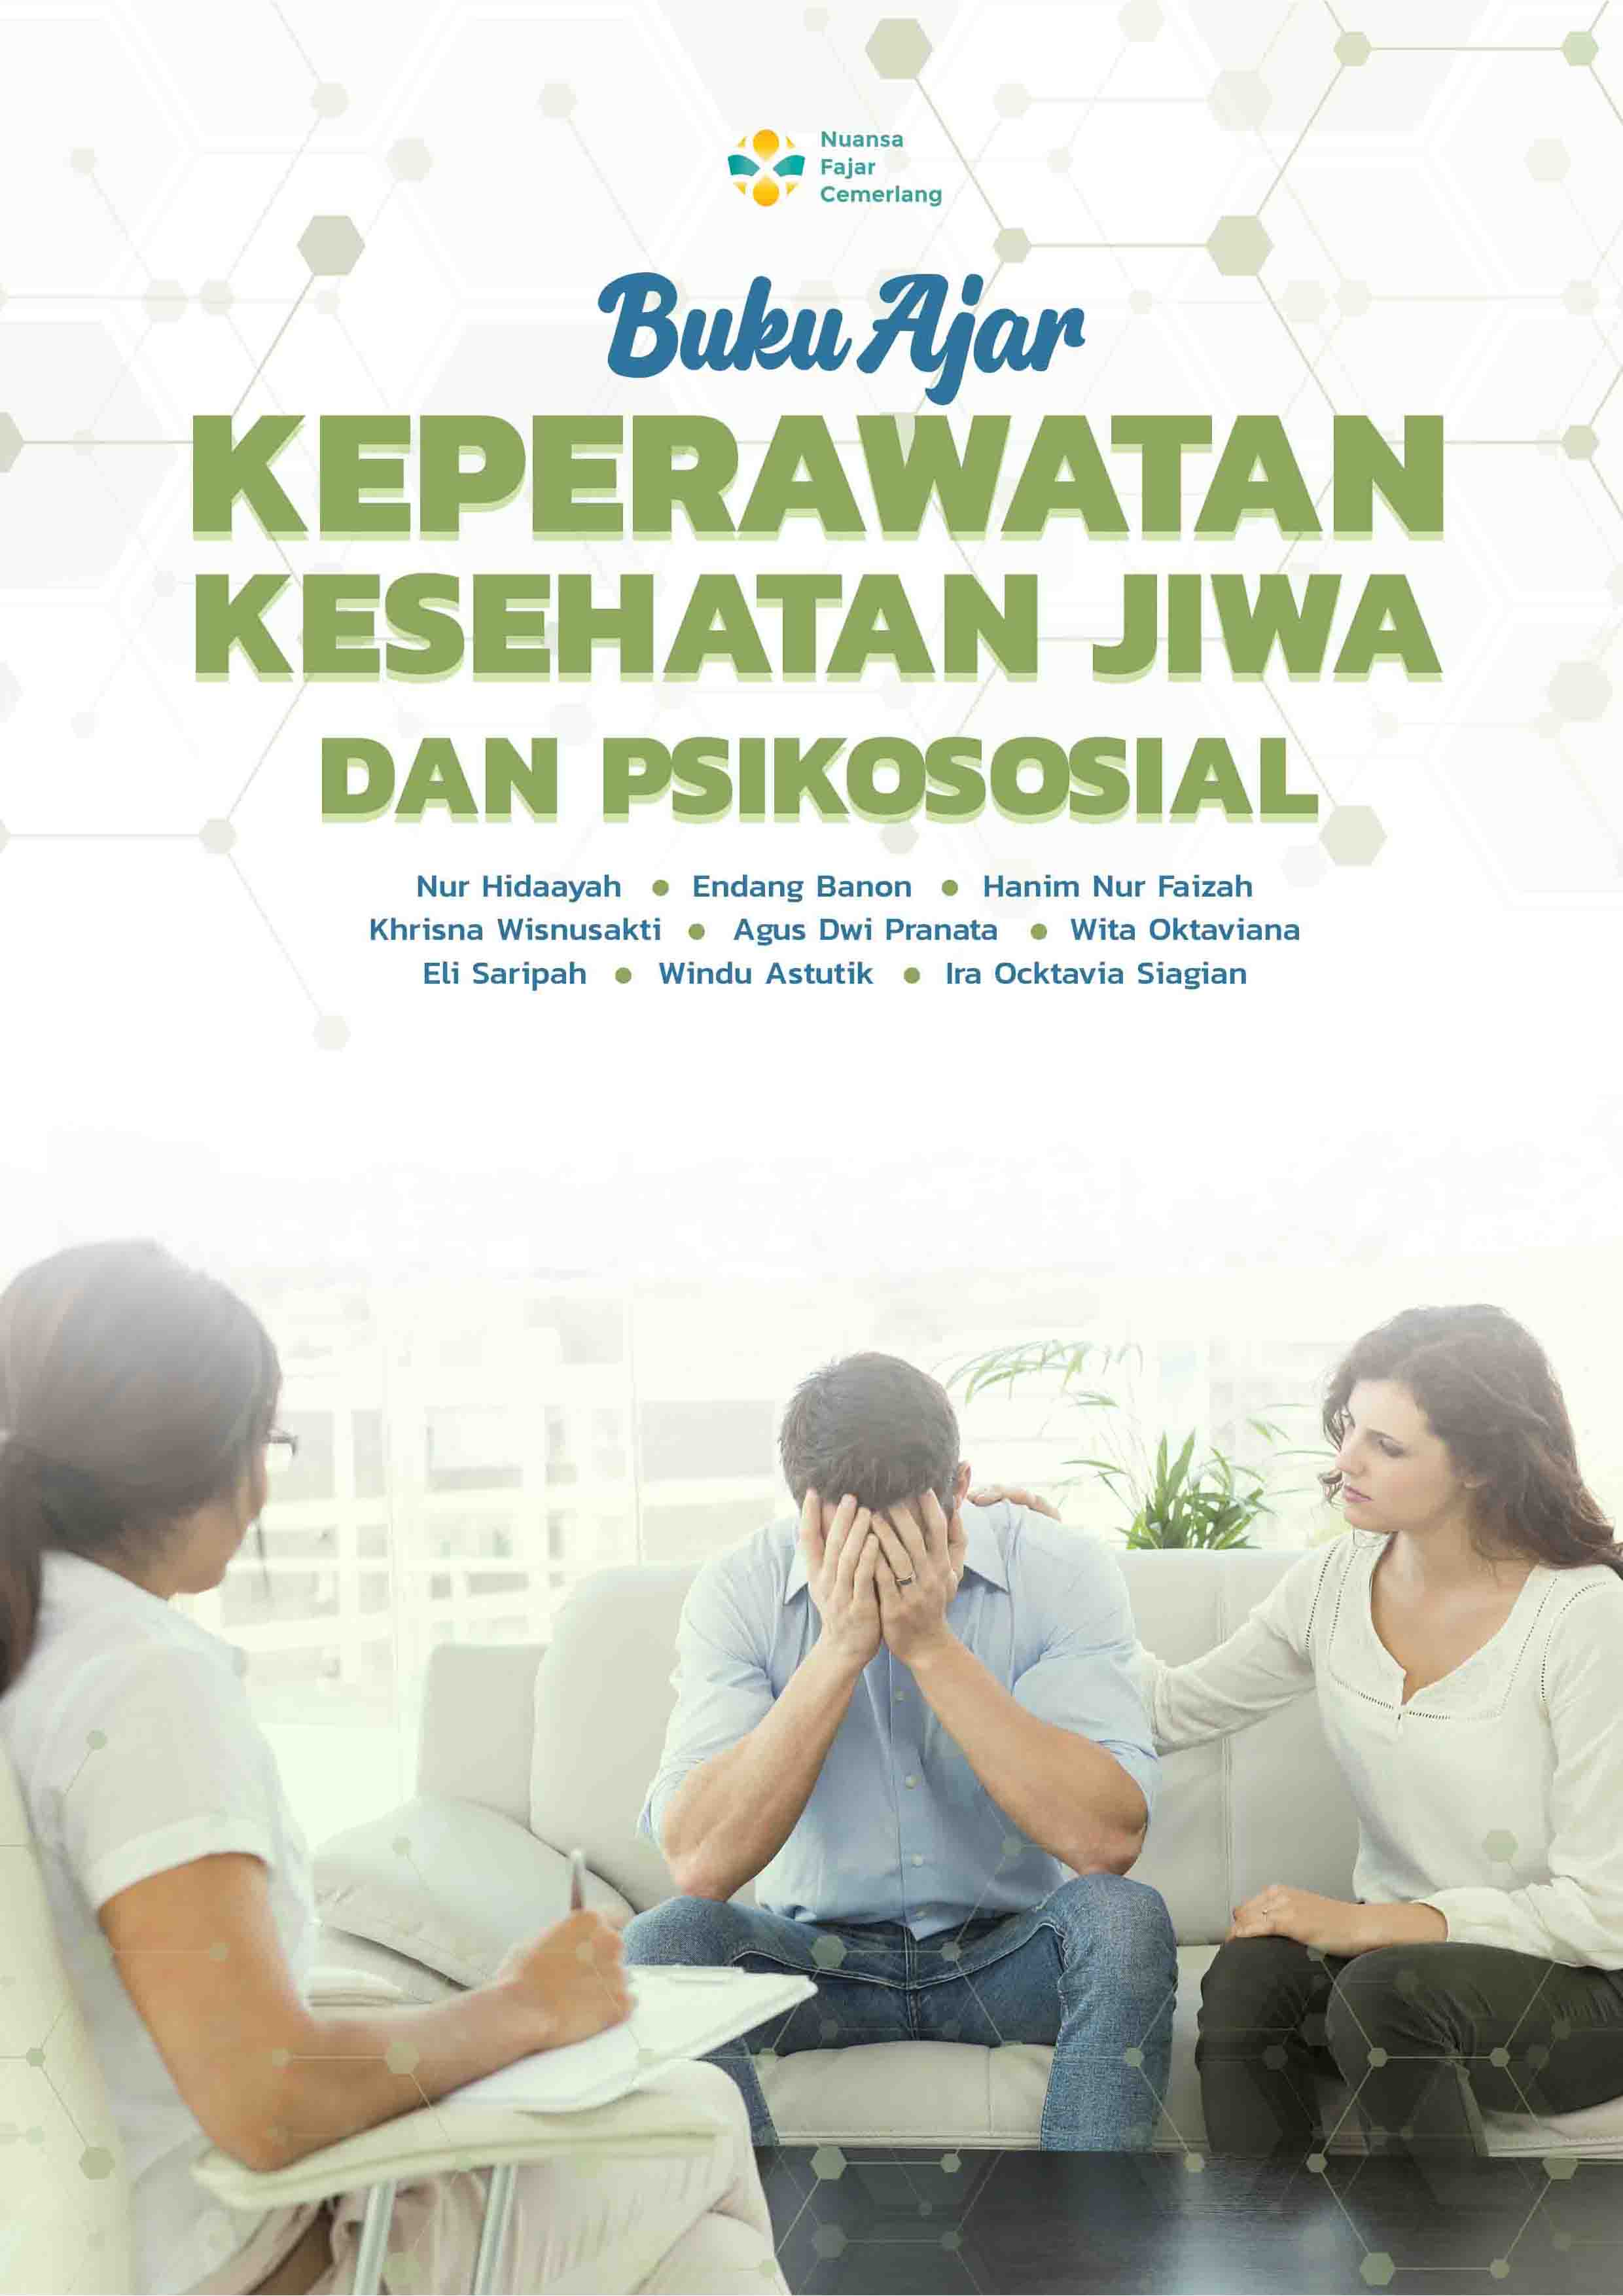 Nuansa
Fajar
Cemerlang
Buku Ajar
KEPERAWATAN
KESEHATAN JIWA
DAN PSIKOSOSIAL
Nur Hidaayah ● Endang Banon ● Hanim Nur Faizah
Khrisna Wisnusakti ● Agus Dwi Pranata ● Wita Oktaviana
Eli Saripah ● Windu Astutik ● Ira Ocktavia Siagian